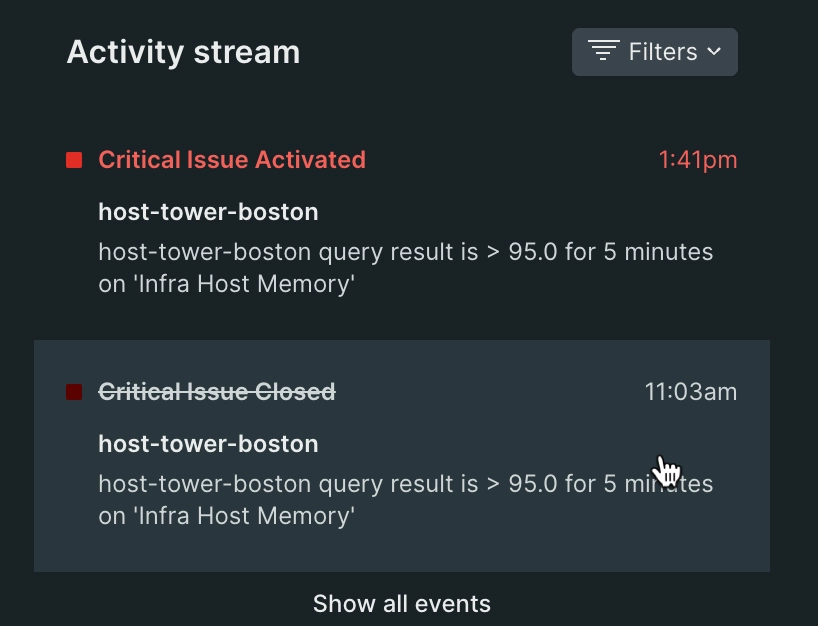 Activity stream
Filters
Critical Issue Activated
1:41pm
host-tower-boston
host-tower-boston query result is > 95.0 for 5 minutes
on 'Infra Host Memory'
Critical Issue Closed
11:03am
host-tower-boston
host-tower-boston query result is > 95.0 for 5 minutes
on 'Infra Host Memory'
Show all events